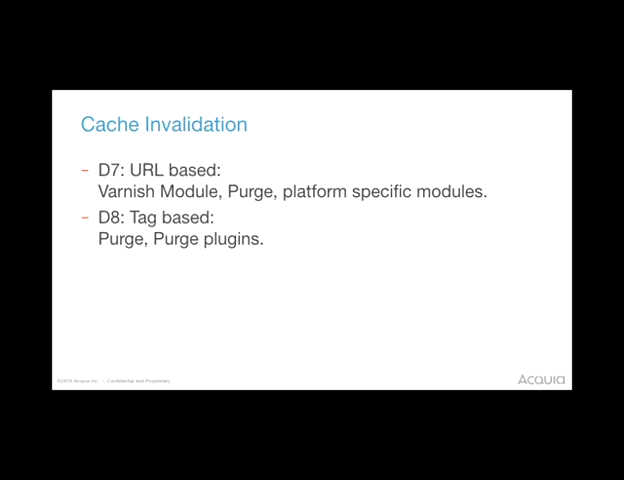 Cache Invalidation
– D7: URL based:
Varnish Module, Purge, platform specific modules.
– D8: Tag based:
Purge, Purge plugins.
©2016 Acquia Inc. — Confidential and Proprietary
Acquia